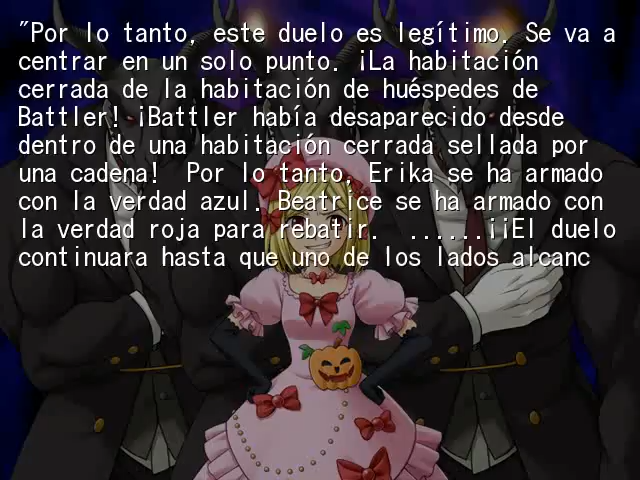 "Por lo tanto, este duelo es legítimo. Se va a
centrar en un solo punto. ¡La habitación
cerrada de la habitación de huéspedes de
Battler! ¡Battler había desaparecido desde
dentro de una habitación cerrada sellada por
una cadena!  Por lo tanto, Erika se ha armado
con la verdad azul. Beatrice se ha armado con
la verdad roja para rebatir.  ......¡¡El duelo
continuara hasta que uno de los lados alcanc